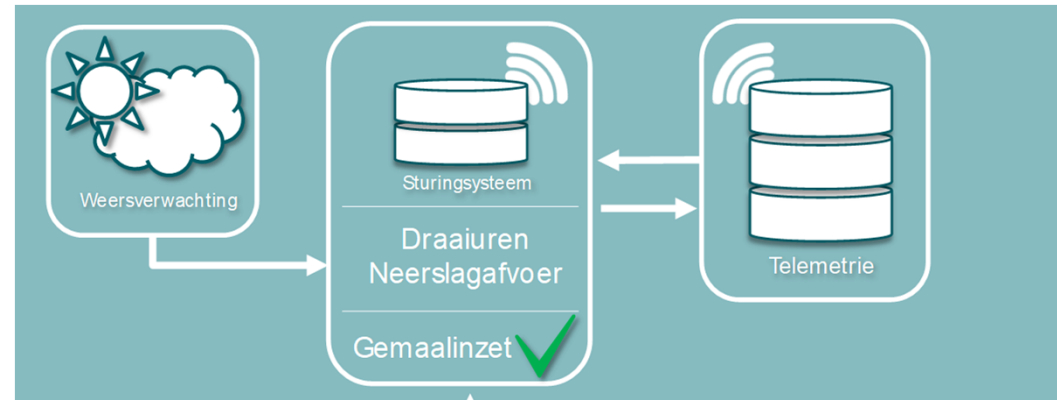 Weersverwachting
Sturingsysteem
Draaiuren
Neerslagafvoer
Gemaalinzet
Telemetrie